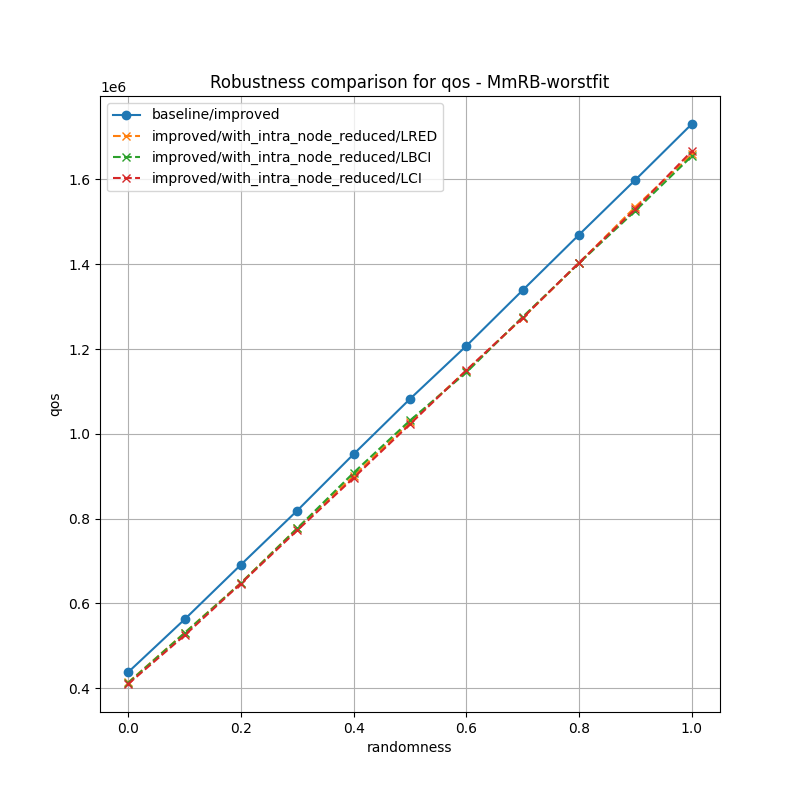 Robustness comparison for qos - MmRB-worstfit
1e6
baseline/improved
improved/with_intra_node_reduced/LRED
improved/with_intra_node_reduced/LBCI
improved/with_intra_node_reduced/LCI
1.6
1.4
1.2
1.0
0.8
0.6
0.4
qos
0.0 0.2 0.4 0.6 0.8 1.0
randomness